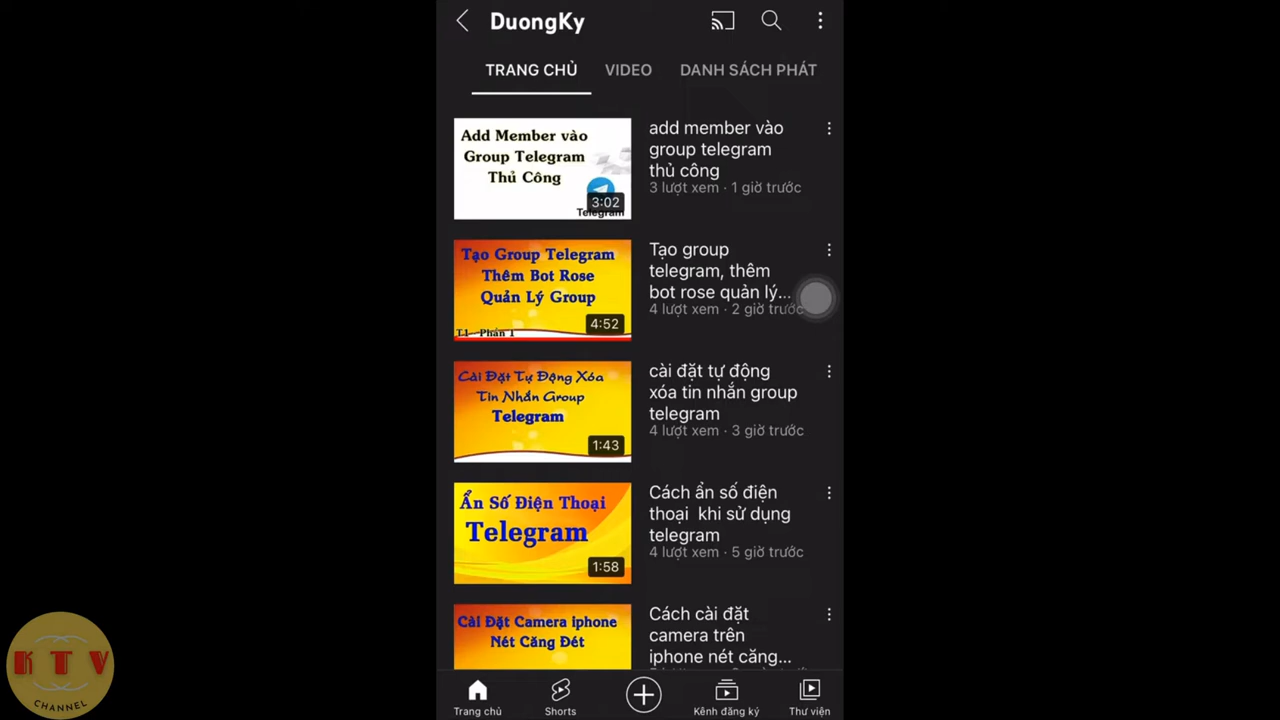 DuongKy
TRANG CHỦ
VIDEO
DANH SÁCH PHÁT
Add Member vào
Group Telegram
Thủ Công
3:02
Telegram
add member vào
group telegram
thủ công
3 lượt xem · 1 giờ trước
Tạo Group Telegram
Thêm Bot Rose
Quản Lý Group
4:52
T1 - Phần 1
Tạo group
telegram, thêm
bot rose quản lý...
4 lượt xem · 2 giờ trước
Cài Đặt Tự Động Xóa
Tin Nhắn Group
Telegram
1:43
cài đặt tự động
xóa tin nhắn group
telegram
4 lượt xem · 3 giờ trước
Ẩn Số Điện Thoại
Telegram
1:58
Cách ẩn số điện
thoại khi sử dụng
telegram
4 lượt xem · 5 giờ trước
Cài Đặt Camera iphone
Nét Căng Đét
Cách cài đặt
camera trên
iphone nét căng...
Trang chủ
Shorts
Kênh đăng ký
Thư viện
KTV
CHANNEL